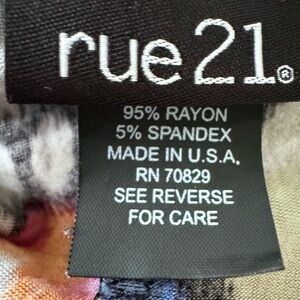 rue21®
95% RAYON
5% SPANDEX
MADE IN U.S.A.
RN 70829
SEE REVERSE
FOR CARE